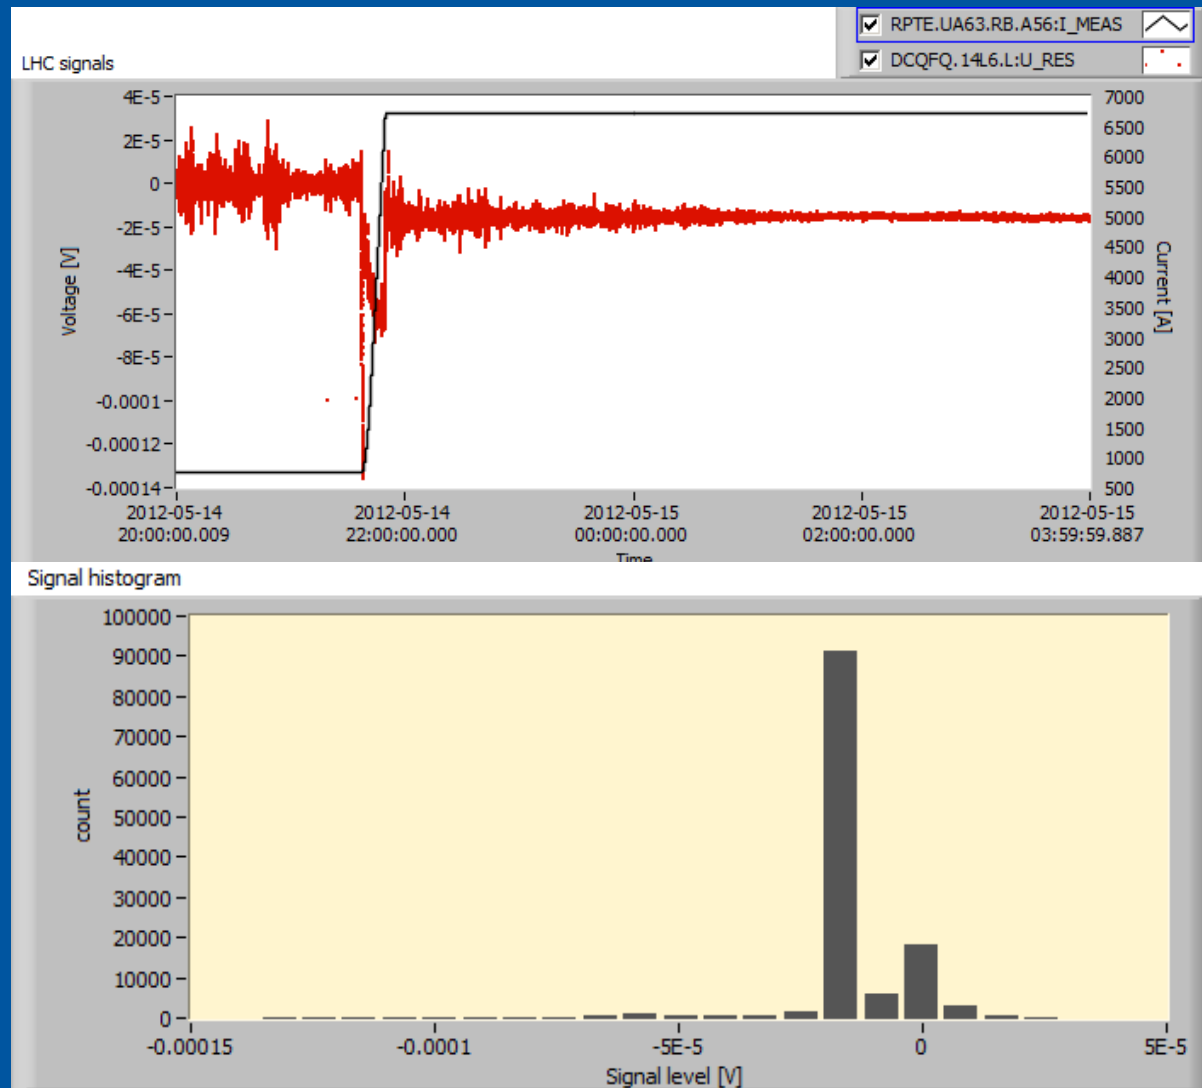 RPTE.UA63.RB.A56:I_MEAS
LHC signals
DCQFQ.14L6.L:U_RES
4E-5
2E-5
0
-2E-5
-4E-5
-6E-5
-8E-5
-0.0001
-0.00012
-0.00014
Voltage [V]
7000
6500
6000
5500
5000
4500
4000
3500
3000
2500
2000
1500
1000
500
Current [A]
2012-05-14 2012-05-14 2012-05-15 2012-05-15 2012-05-15
20:00:00.009 22:00:00.000 00:00:00.000 02:00:00.000 03:59:59.887
Time
Signal histogram
100000
90000
80000
70000
60000
50000
40000
30000
20000
10000
0
count
-0.00015 -0.0001 -5E-5 0 5E-5
Signal level [V]